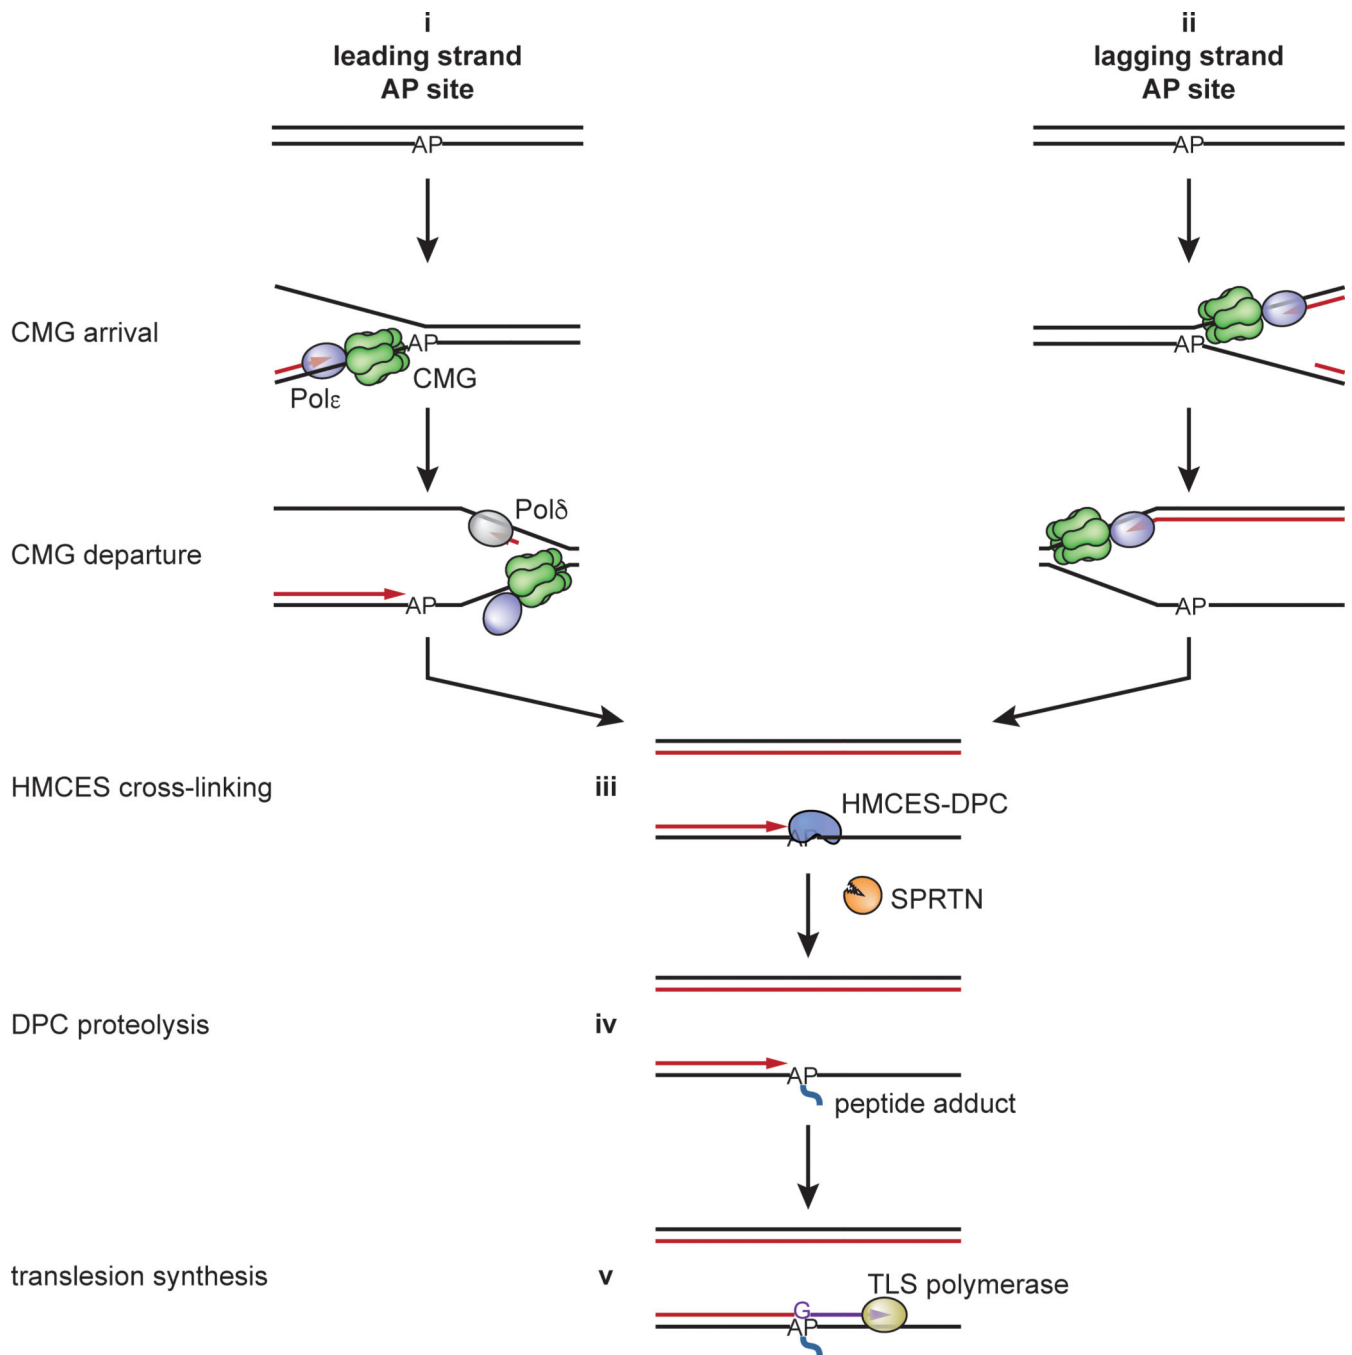 i
leading strand
AP site
ii
lagging strand
AP site
AP
AP
CMG arrival
AP
CMG
Polε
AP
CMG departure
Polδ
AP
AP
HMCES cross-linking
iii
HMCES-DPC
AP
SPRTN
DPC proteolysis
iv
AP
peptide adduct
translesion synthesis
v
TLS polymerase
G
AP